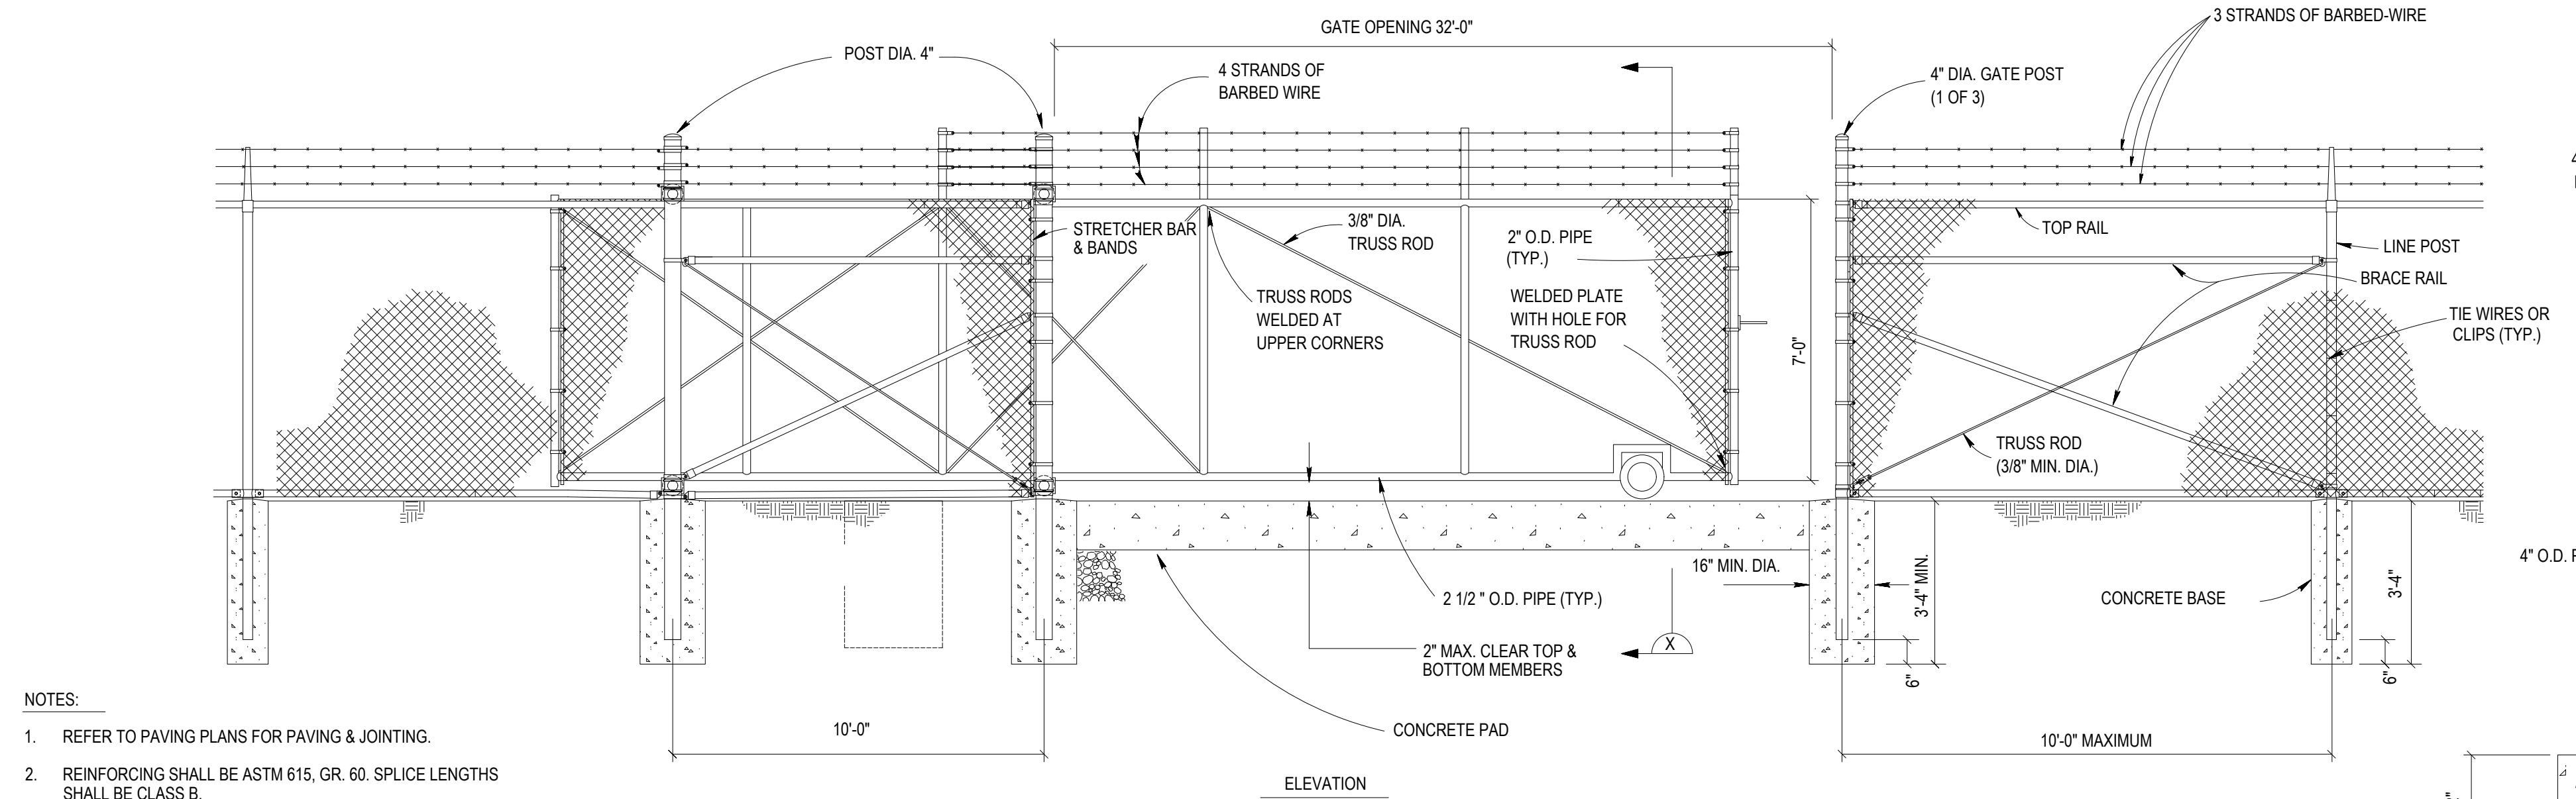 GATE OPENING 32'-0"
3 STRANDS OF BARBED-WIRE
POST DIA. 4"
4 STRANDS OF
BARBED WIRE
4" DIA. GATE POST
(1 OF 3)
STRETCHER BAR
& BANDS
3/8" DIA.
TRUSS ROD
2" O.D. PIPE
(TYP.)
TOP RAIL
LINE POST
BRACE RAIL
TRUSS RODS
WELDED AT
UPPER CORNERS
WELDED PLATE
WITH HOLE FOR
TRUSS ROD
7'-0"
TIE WIRES OR
CLIPS (TYP.)
TRUSS ROD
(3/8" MIN. DIA.)
16" MIN. DIA.
3'-4" MIN.
6"
CONCRETE BASE
3'-4"
6"
4" O.D.
2 1/2 " O.D. PIPE (TYP.)
2" MAX. CLEAR TOP &
BOTTOM MEMBERS
X
CONCRETE PAD
10'-0"
10'-0" MAXIMUM
ELEVATION
NOTES:
1. REFER TO PAVING PLANS FOR PAVING & JOINTING.
2. REINFORCING SHALL BE ASTM 615, GR. 60. SPLICE LENGTHS
SHALL BE CLASS B.